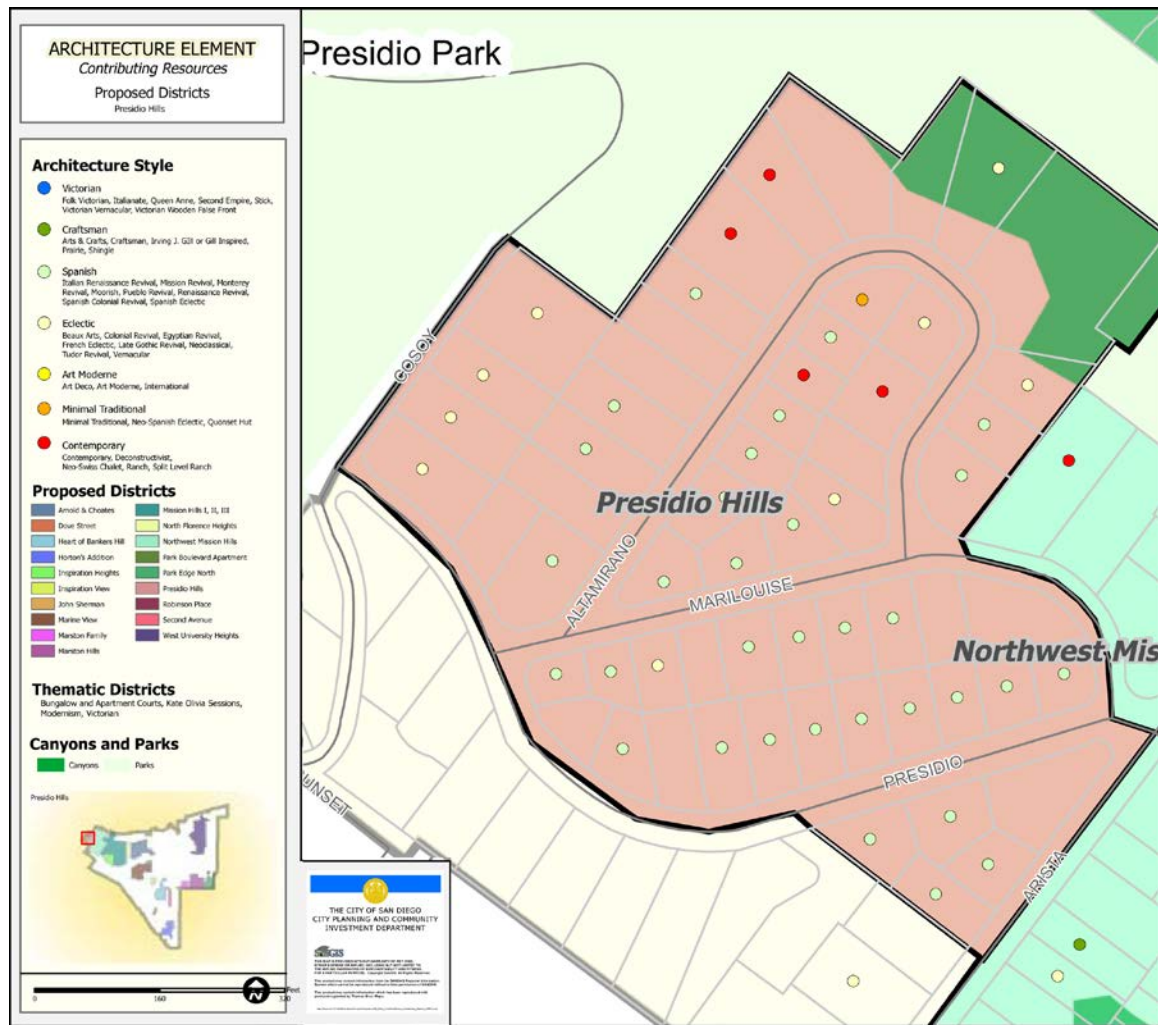 ARCHITECTURE ELEMENT
Contributing Resources
Proposed Districts
Presidio Hills
Architecture Style
Victorian
Folk Victorian, Italianate, Queen Anne, Second Empire, Stick,
Victorian Vernacular, Victorian Wooden False Front
Craftsman
Arts & Crafts, Craftsman, Irving J. Gill or Gill Inspired,
Prairie, Shingle
Spanish
Italian Renaissance Revival, Mission Revival, Monterey
Revival, Moorish, Pueblo Revival, Renaissance Revival,
Spanish Colonial Revival, Spanish Eclectic
Eclectic
Beaux Arts, Colonial Revival, Egyptian Revival,
French Eclectic, Late Gothic Revival, Neoclassical,
Tudor Revival, Vernacular
Art Moderne
Art Deco, Art Moderne, International
Minimal Traditional
Minimal Traditional, Neo-Spanish Eclectic, Quonset Hut
Contemporary
Contemporary, Deconstructivist,
Neo-Swiss Chalet, Ranch, Split Level Ranch
Proposed Districts
Arnold & Choates
Dove Street
Heart of Bankers Hill
Horton's Addition
Inspiration Heights
Inspiration View
John Sherman
Marine View
Marston Family
Marston Hills
Mission Hills I, II, III
North Florence Heights
Northwest Mission Hills
Park Boulevard Apartment
Park Edge North
Presidio Hills
Robinson Place
Second Avenue
West University Heights
Thematic Districts
Bungalow and Apartment Courts, Kate Olivia Sessions,
Modernism, Victorian
Canyons and Parks
Canyons
Parks
Presidio Hills
N
Feet
0 160 320
THE CITY OF SAN DIEGO
CITY PLANNING AND COMMUNITY
INVESTMENT DEPARTMENT
GIS
Presidio Park
COSOY
Presidio Hills
ALTAMIRANO
MARILOUISE
Northwest Mis
PRESIDIO
SUNSET
ARISTA